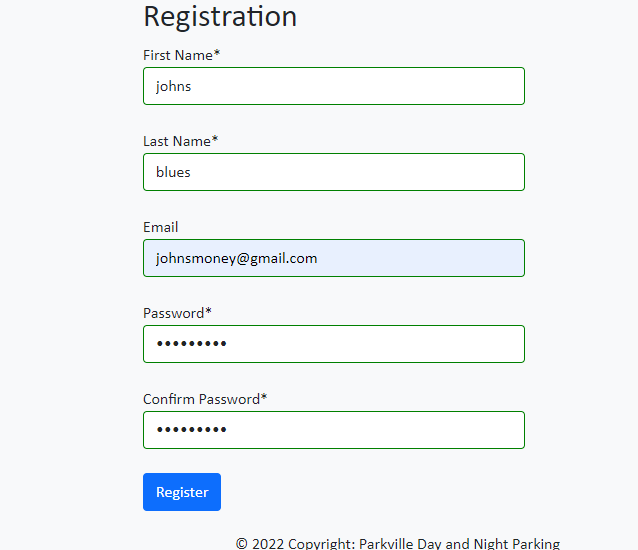 Registration
First Name*
johns
Last Name*
blues
Email
johnsmoney@gmail.com
Password*
•••••••••
Confirm Password*
•••••••••
Register
© 2022 Copyright: Parkville Day and Night Parking